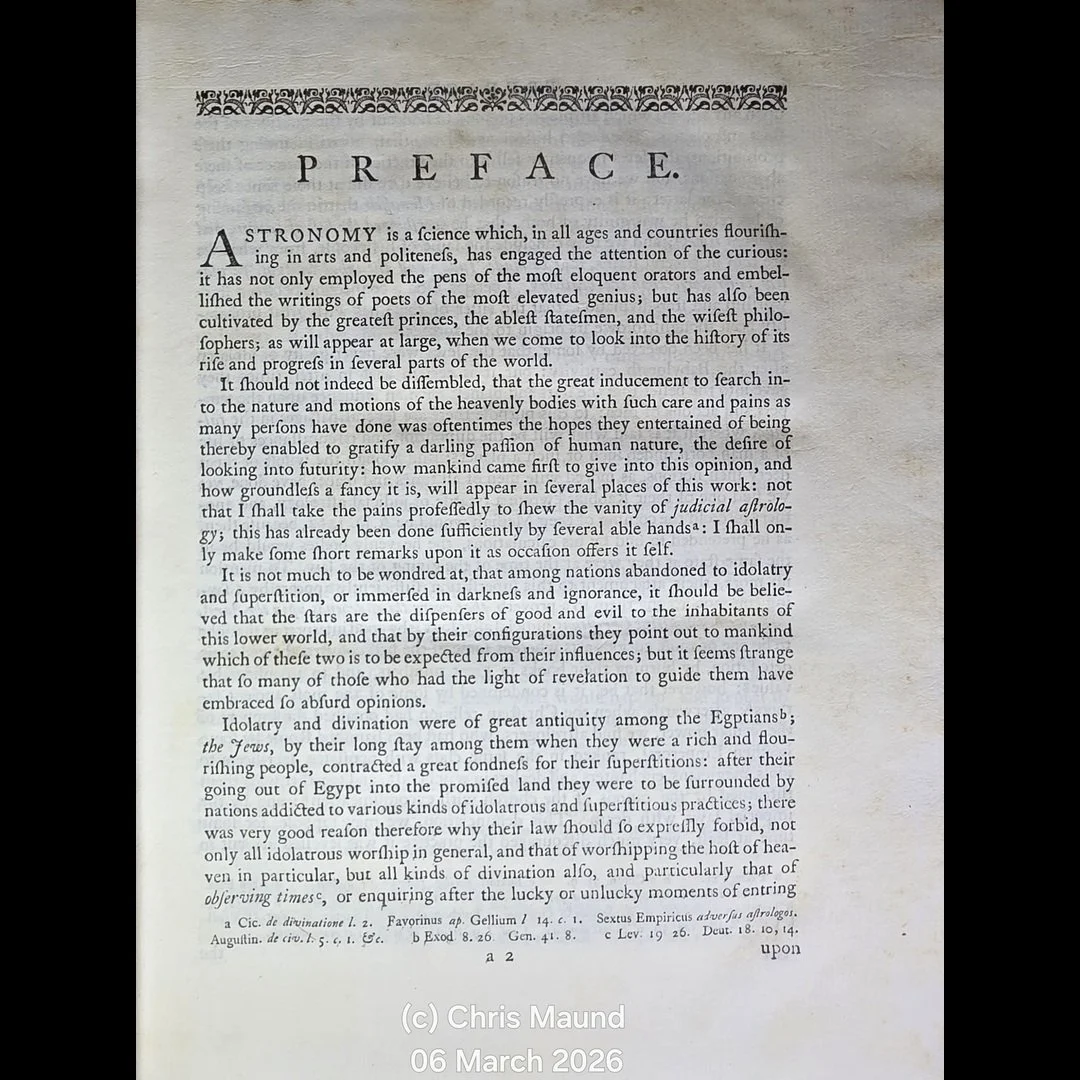 PREFACE.
ASTRONOMY is a ſcience which, in all ages and countries flouriſh-
ing in arts and politeneſs, has engaged the attention of the curious:
it has not only employed the pens of the moſt eloquent orators and embel-
liſhed the writings of poets of the moſt elevated genius; but has alſo been
cultivated by the greateſt princes, the ableſt ſtateſmen, and the wiſeſt philo-
ſophers; as will appear at large, when we come to look into the hiſtory of its
riſe and progreſs in ſeveral parts of the world.
It ſhould not indeed be diſſembled, that the great inducement to ſearch in-
to the nature and motions of the heavenly bodies with ſuch care and pains as
many perſons have done was oftentimes the hopes they entertained of being
thereby enabled to gratify a darling paſſion of human nature, the deſire of
looking into futurity: how mankind came firſt to give into this opinion, and
how groundleſs a fancy it is, will appear in ſeveral places of this work: not
that I ſhall take the pains profeſſedly to ſhew the vanity of judicial aſtrolo-
gy; this has already been done ſufficiently by ſeveral able handsᵃ: I ſhall on-
ly make ſome ſhort remarks upon it as occaſion offers it ſelf.
It is not much to be wondred at, that among nations abandoned to idolatry
and ſuperſtition, or immerſed in darkneſs and ignorance, it ſhould be belie-
ved that the ſtars are the diſpenſers of good and evil to the inhabitants of
this lower world, and that by their configurations they point out to mankind
which of theſe two is to be expected from their influences; but it ſeems ſtrange
that ſo many of thoſe who had the light of revelation to guide them have
embraced ſo abſurd opinions.
Idolatry and divination were of great antiquity among the Egptiansᵇ;
the Jews, by their long ſtay among them when they were a rich and flou-
riſhing people, contracted a great fondneſs for their ſuperſtitions: after their
going out of Egypt into the promiſed land they were to be ſurrounded by
nations addicted to various kinds of idolatrous and ſuperſtitious practices; there
was very good reaſon therefore why their law ſhould ſo expreſſly forbid, not
only all idolatrous worſhip in general, and that of worſhipping the hoſt of hea-
ven in particular, but all kinds of divination alſo, and particularly that of
obſerving timesᶜ, or enquiring after the lucky or unlucky moments of entring
a Cic. de divinatione l. 2. Favorinus ap. Gellium l 14. c. 1. Sextus Empiricus adverſus aſtrologos.
Auguſtin. de civ. l. 5. c. 1. &c. b Exod 8. 26 Gen. 41. 8. c Lev. 19 26. Deut. 18. 10, 14.
a 2
upon
(c) Chris Maund
06 March 2026